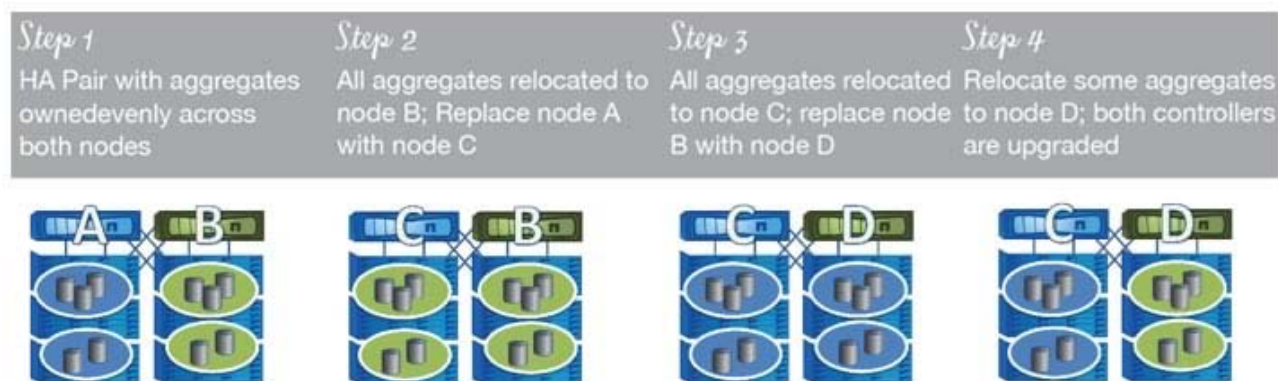 Step 1
HA Pair with aggregates
ownedevenly across
both nodes
Step 2
All aggregates relocated to
node B; Replace node A
with node C
Step 3
All aggregates relocated
to node C; replace node
B with node D
Step 4
Relocate some aggregates
to node D; both controllers
are upgraded
A B
C B
C D
C D